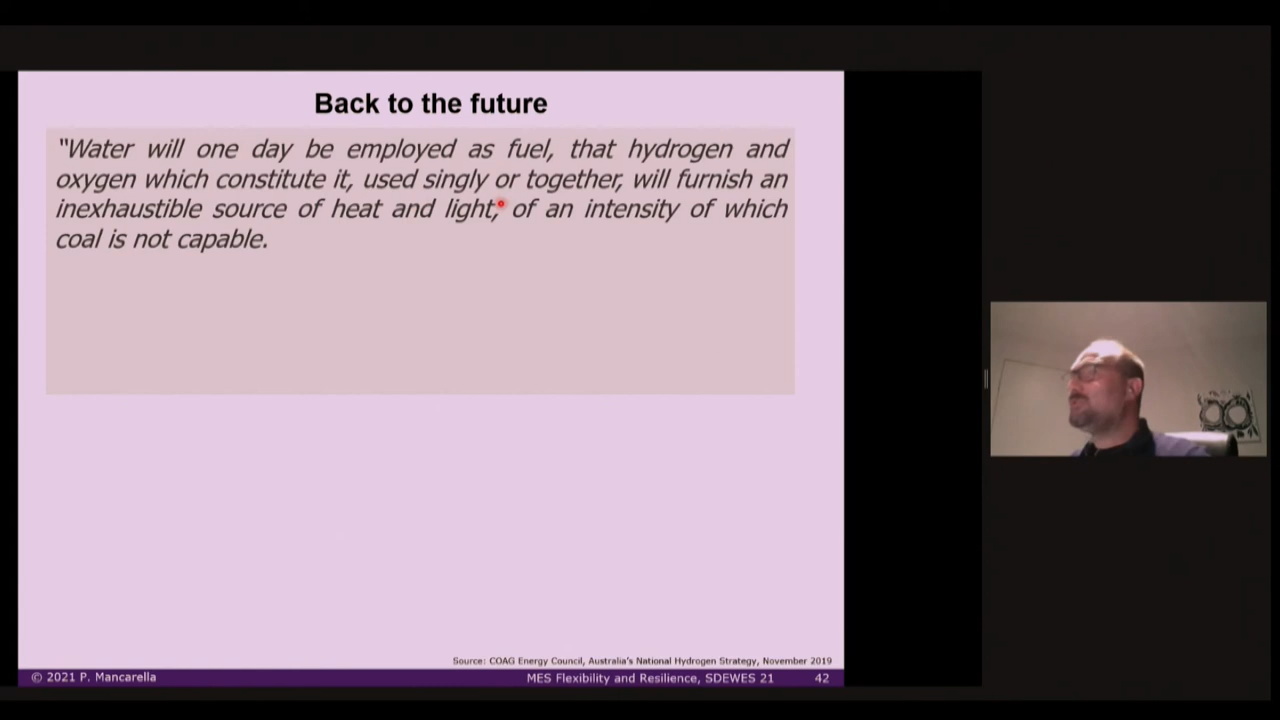 Back to the future
“Water will one day be employed as fuel, that hydrogen and
oxygen which constitute it, used singly or together, will furnish an
inexhaustible source of heat and light, of an intensity of which
coal is not capable.
Source: COAG Energy Council, Australia's National Hydrogen Strategy, November 2019
© 2021 P. Mancarella
MES Flexibility and Resilience, SDEWES 21
42